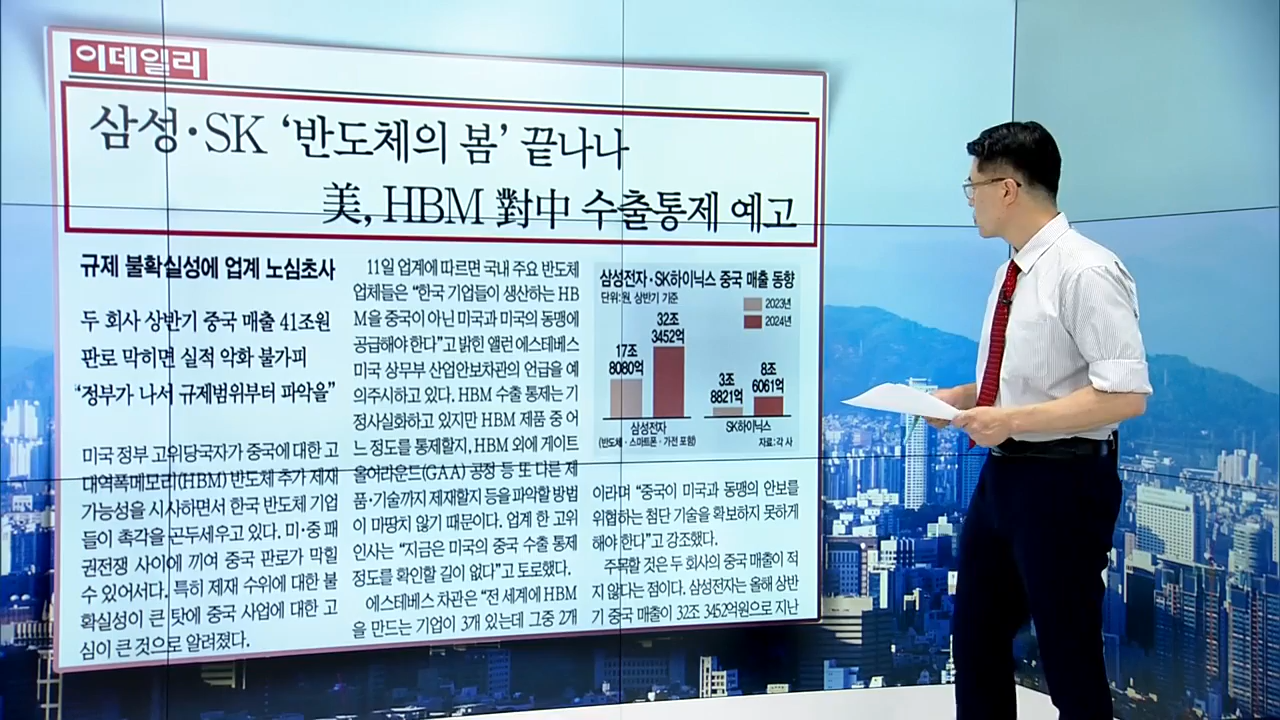 이데일리
삼성·SK ‘반도체의 봄’ 끝나나
美, HBM 對中 수출통제 예고
규제 불확실성에 업계 노심초사
두 회사 상반기 중국 매출 41조원
판로 막히면 실적 악화 불가피
“정부가 나서 규제범위부터 파악을”
미국 정부 고위당국자가 중국에 대한 고
대역폭메모리(HBM) 반도체 추가 제재
가능성을 시사하면서 한국 반도체 기업
들이 촉각을 곤두세우고 있다. 미·중 패
권전쟁 사이에 끼여 중국 판로가 막힐
수 있어서다. 특히 제재 수위에 대한 불
확실성이 큰 탓에 중국 사업에 대한 고
심이 큰 것으로 알려졌다.
11일 업계에 따르면 국내 주요 반도체
업체들은 “한국 기업들이 생산하는 HB
M을 중국이 아닌 미국과 미국의 동맹에
공급해야 한다”고 밝힌 앨런 에스테베스
미국 상무부 산업안보차관의 언급을 예
의주시하고 있다. HBM 수출 통제는 기
정사실화하고 있지만 HBM 제품 중 어
느 정도를 통제할지, HBM 외에 게이트
올어라운드(GAA) 공정 등 또 다른 제
품·기술까지 제재할지 등을 파악할 방법
이 마땅치 않기 때문이다. 업계 한 고위
인사는 “지금은 미국의 중국 수출 통제
정도를 확인할 길이 없다”고 토로했다.
에스테베스 차관은 “전 세계에 HBM
을 만드는 기업이 3개 있는데 그중 2개
삼성전자·SK하이닉스 중국 매출 동향
단위:원, 상반기 기준
2023년
2024년
17조
8080억
32조
3452억
3조
8821억
8조
6061억
삼성전자
SK하이닉스
(반도체·스마트폰·가전 포함)
자료:각 사
이라며 “중국이 미국과 동맹의 안보를
위협하는 첨단 기술을 확보하지 못하게
해야 한다”고 강조했다.
주목할 것은 두 회사의 중국 매출이 적
지 않다는 점이다. 삼성전자는 올해 상반
기 중국 매출이 32조 3452억원으로 지난